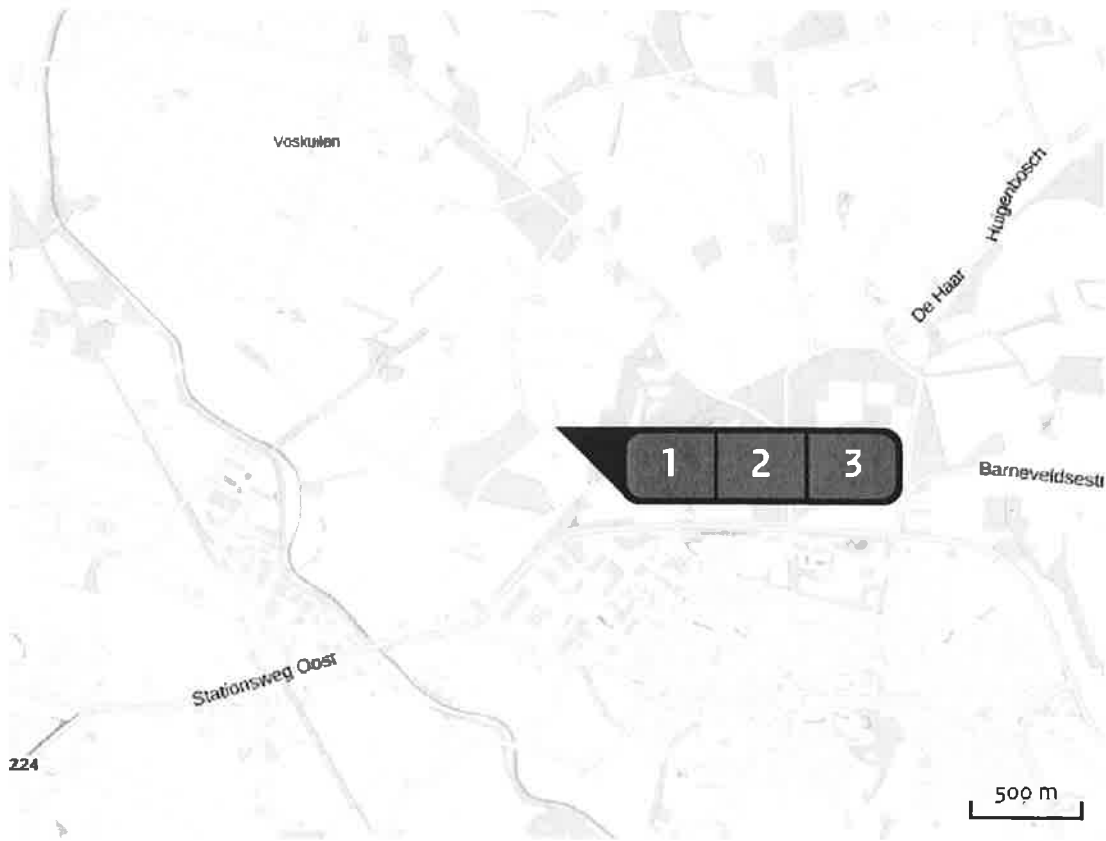 Voskuilen
Huigenbosch
De Haar
1 2 3
Barneveldsestr
Stationsweg Oost
224
500 m